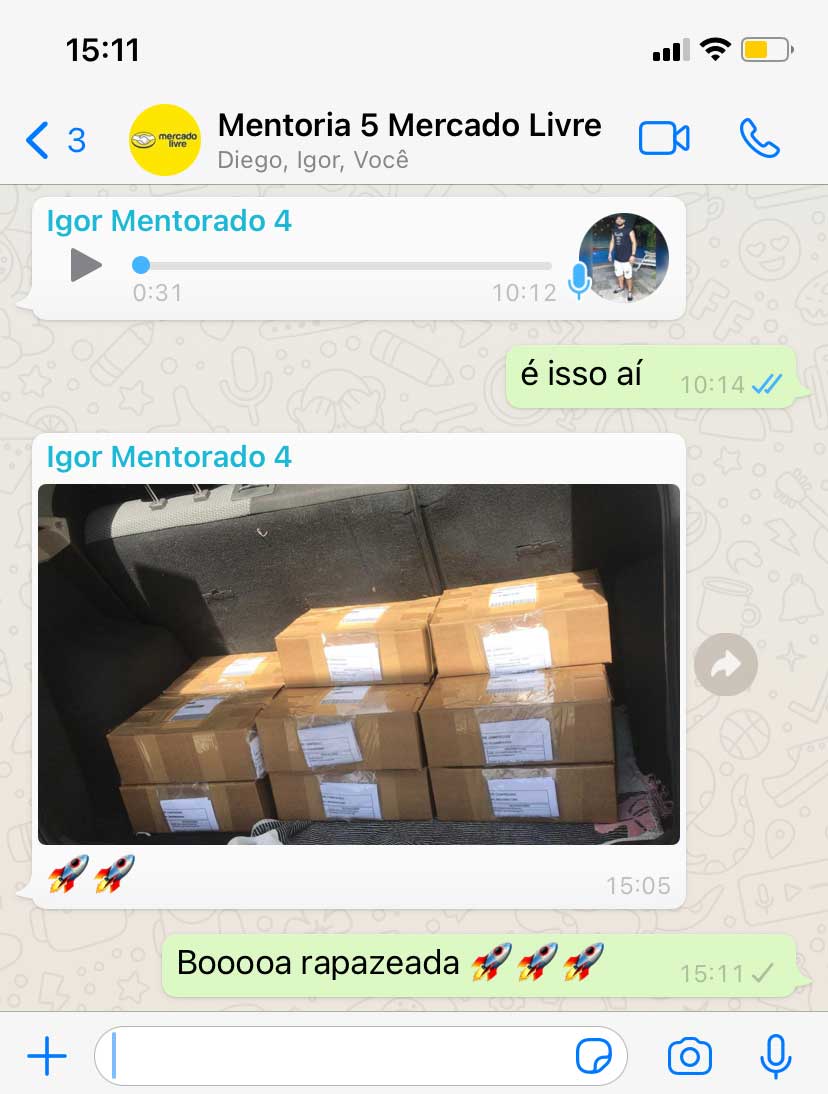 15:11
3
mercado
livre
Mentoria 5 Mercado Livre
Diego, Igor, Você
Igor Mentorado 4
0:31
10:12
é isso aí
10:14
Igor Mentorado 4
15:05
Booooa rapazeada 🚀🚀🚀
15:11